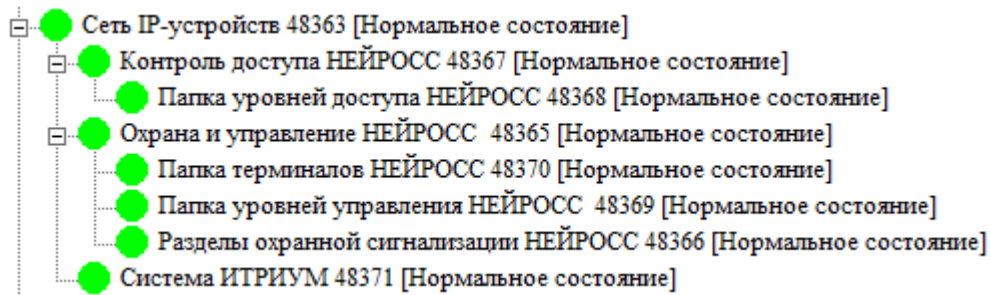 Сеть IP-устройств 48363 [Нормальное состояние]
Контроль доступа НЕЙРОСС 48367 [Нормальное состояние]
Папка уровней доступа НЕЙРОСС 48368 [Нормальное состояние]
Охрана и управление НЕЙРОСС  48365 [Нормальное состояние]
Папка терминалов НЕЙРОСС 48370 [Нормальное состояние]
Папка уровней управления НЕЙРОСС  48369 [Нормальное состояние]
Разделы охранной сигнализации НЕЙРОСС 48366 [Нормальное состояние]
Система ИТРИУМ 48371 [Нормальное состояние]